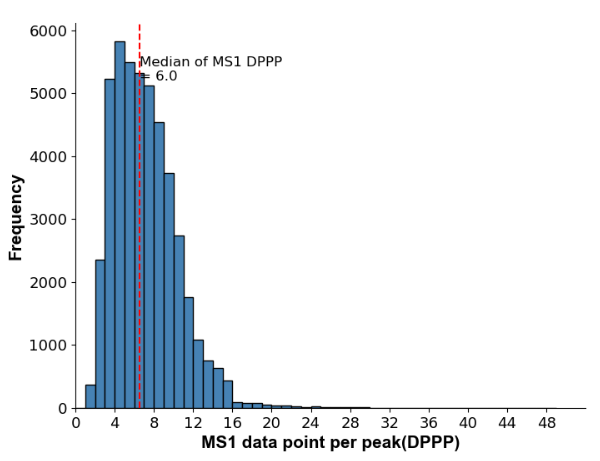 6000
5000
4000
3000
2000
1000
0
Frequency
Median of MS1 DPPP
= 6.0
0 4 8 12 16 20 24 28 32 36 40 44 48
MS1 data point per peak(DPPP)